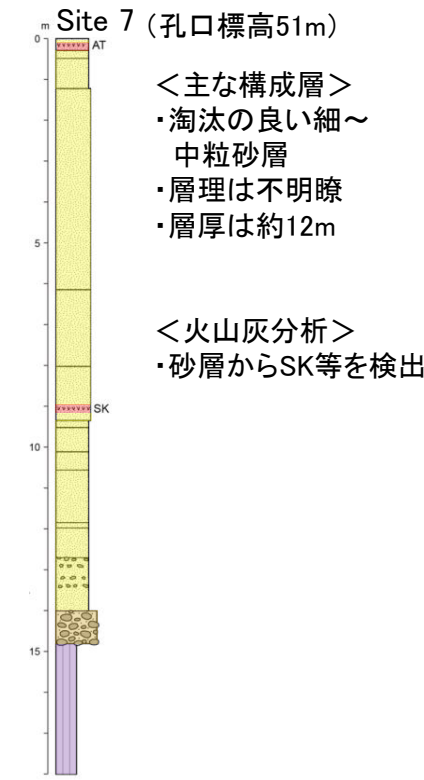 Site 7 (孔口標高51m)
m
0
AT
<主な構成層>
・淘汰の良い細~
中粒砂層
・層理は不明瞭
・層厚は約12m
5
<火山灰分析>
・砂層からSK等を検出
SK
10
15